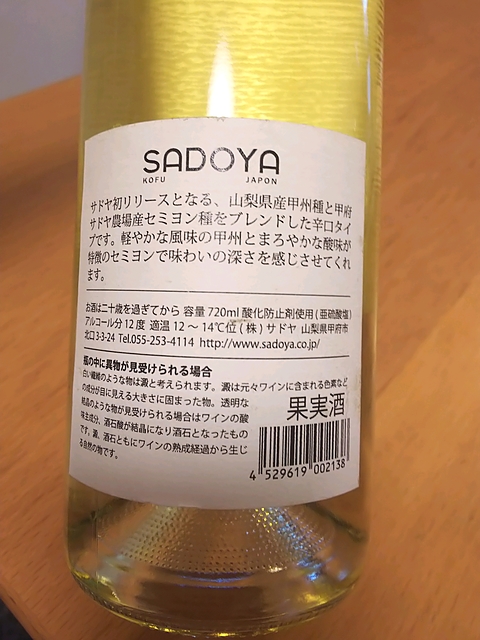 SADOYA
KOFU JAPON
サドヤ初リリースとなる、山梨県産甲州種と甲府
サドヤ農場産セミヨン種をブレンドした辛口タイ
プです。軽やかな風味の甲州とまろやかな酸味が
特徴のセミヨンで味わいの深さを感じさせてくれ
ます。
お酒は二十歳を過ぎてから 容量 720ml 酸化防止剤使用 (亜硫酸塩)
アルコール分 12 度 適温 12 〜 14℃位 (株) サドヤ 山梨県甲府市
北口 3-3-24 Tel.055-253-4114 http://www.sadoya.co.jp/
瓶の中に異物が見受けられる場合
白い繊維のような物は澱と考えられます。澱は元々ワインに含まれる色素など
の成分が目に見える大きさに固まった物。透明な
結晶のような物が見受けられる場合はワインの酸
味主成分、酒石酸が結晶になり酒石となったもの
です。澱、酒石ともにワインの熟成経過から生じ
る自然の物です。
果実酒
4 529619 002138